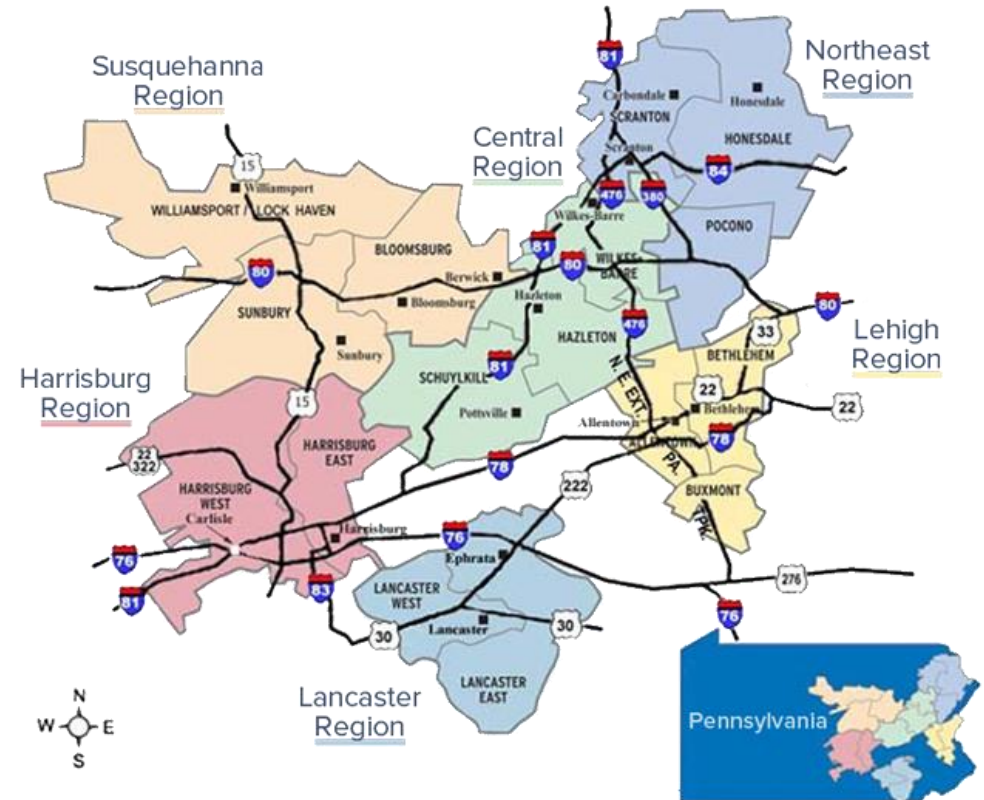 81
Northeast
Region
Susquehanna
Region
Carbondale
Honesdale
SCRANTON
Central
Region
HONESDALE
Scranton
15
84
476
380
Williamsport
WILLIAMSPORT / LOCK HAVEN
Wilkes-Barre
POCONO
BLOOMSBURG
81
80
80
WILKES-
BARRE
Berwick
Hazleton
Bloomsburg
80
SUNBURY
476
33
HAZLETON
Lehigh
Region
Sunbury
BETHLEHEM
81
Harrisburg
Region
SCHUYLKILL
N.E. EXT.
22
15
Pottsville
Bethlehem
22
Allentown
78
ALLENTOWN
HARRISBURG
EAST
22
322
78
PA.
222
HARRISBURG
WEST
BUXMONT
Carlisle
TPK.
Harrisburg
76
76
Ephrata
276
LANCASTER
WEST
83
81
76
Lancaster
30
30
LANCASTER
EAST
Lancaster
Region
N
W
E
S
Pennsylvania